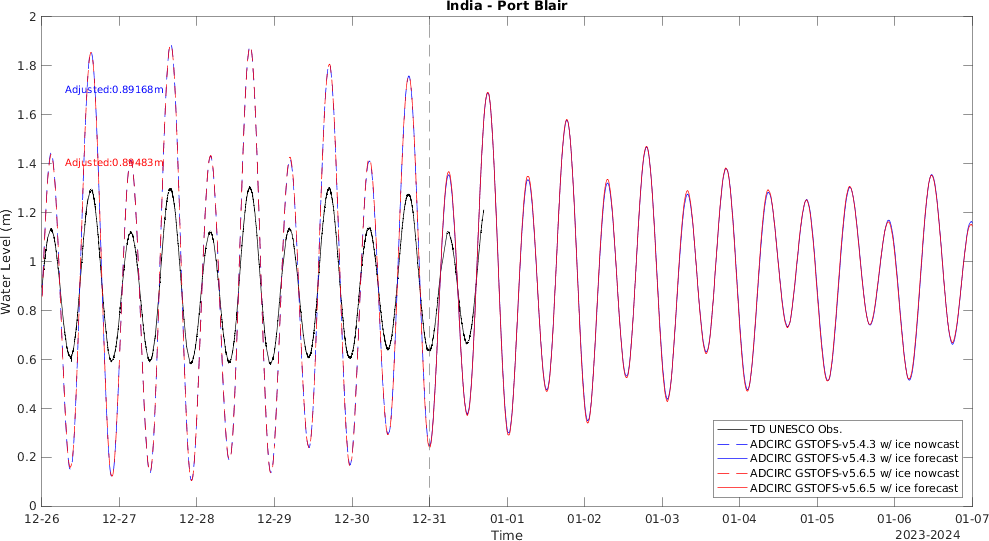 India - Port Blair
Water Level (m)
2
1.8
1.6
1.4
1.2
1
0.8
0.6
0.4
0.2
0
Adjusted:0.89168m
Adjusted:0.89483m
TD UNESCO Obs.
ADCIRC GSTOFS-v5.4.3 w/ ice nowcast
ADCIRC GSTOFS-v5.4.3 w/ ice forecast
ADCIRC GSTOFS-v5.6.5 w/ ice nowcast
ADCIRC GSTOFS-v5.6.5 w/ ice forecast
12-26 12-27 12-28 12-29 12-30 12-31 01-01 01-02 01-03 01-04 01-05 01-06 01-07
Time
2023-2024